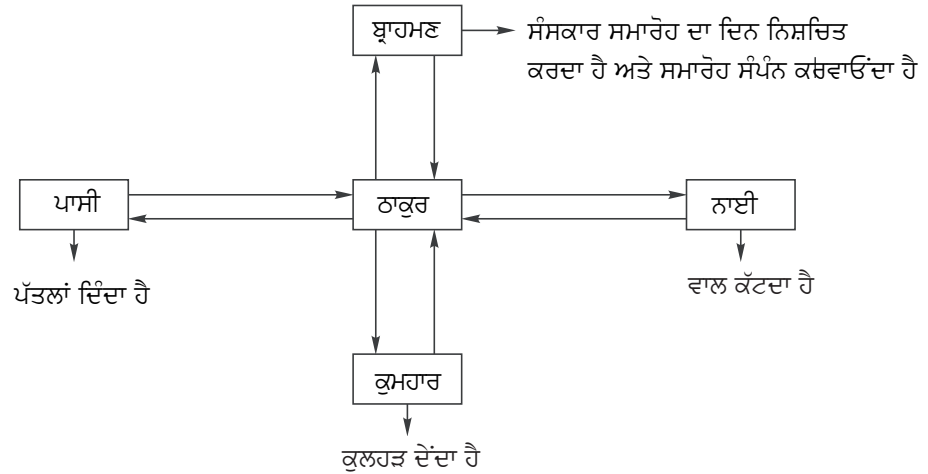 ਬ੍ਰਾਹਮਣ
ਸੰਸਕਾਰ ਸਮਾਰੋਹ ਦਾ ਦਿਨ ਨਿਸ਼ਚਿਤ
ਕਰਦਾ ਹੈ ਅਤੇ ਸਮਾਰੋਹ ਸੰਪੰਨ ਕਰਵਾਓਂਦਾ ਹੈ
ਪਾਸੀ
ਠਾਕੁਰ
ਨਾਈ
ਪੱਤਲਾਂ ਦਿੰਦਾ ਹੈ
ਵਾਲ ਕੱਟਦਾ ਹੈ
ਕੁਮਹਾਰ
ਕੁਲਹੜ ਦੇਂਦਾ ਹੈ